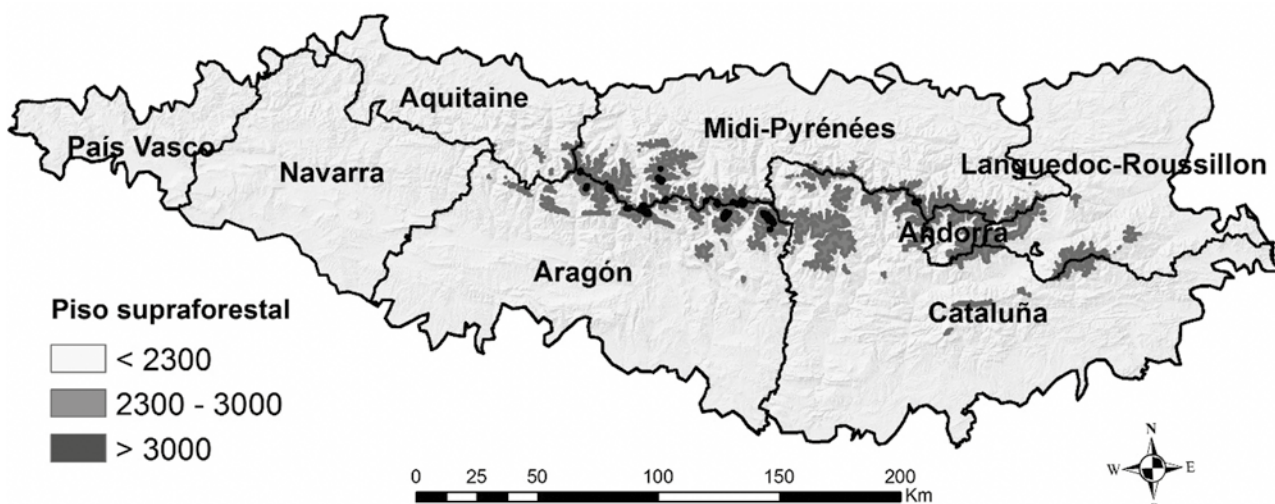 Aquitaine
Midi-Pyrénées
País Vasco
Languedoc-Roussillon
Navarra
Andorra
Aragón
Cataluña
Piso supraforestal
< 2300
2300 - 3000
> 3000
0 25 50 100 150 200
Km
N
W E